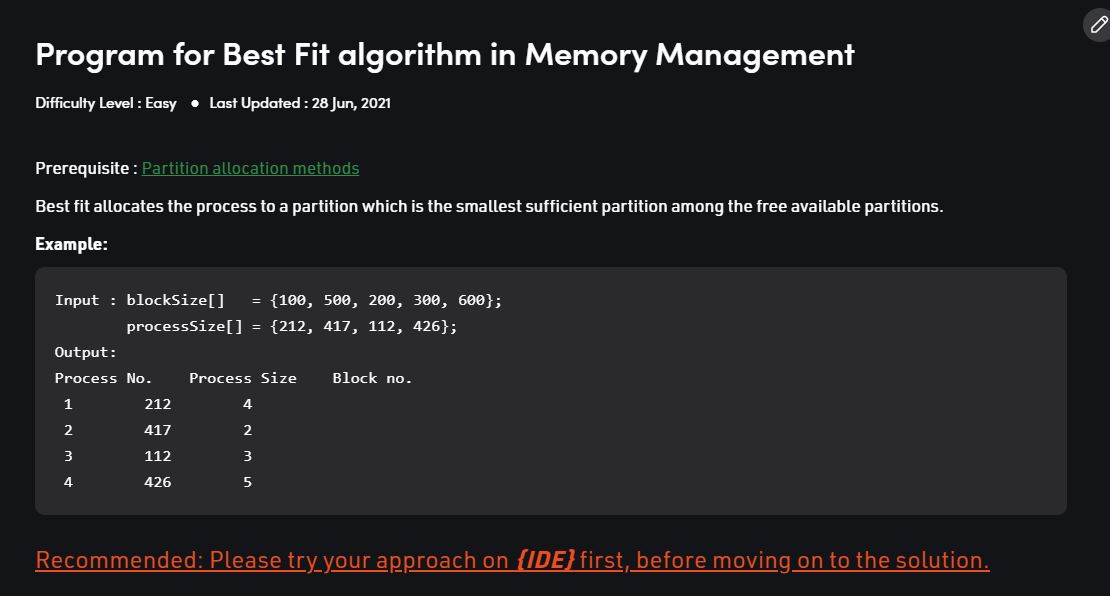 Program for Best Fit algorithm in Memory Management
Difficulty Level : Easy ● Last Updated : 28 Jun, 2021
Prerequisite : Partition allocation methods
Best fit allocates the process to a partition which is the smallest sufficient partition among the free available partitions.
Example:
Input : blockSize[]   = {100, 500, 200, 300, 600};
        processSize[] = {212, 417, 112, 426};
Output:
Process No.    Process Size    Block no.
 1        212        4
 2        417        2
 3        112        3
 4        426        5
Recommended: Please try your approach on {IDE} first, before moving on to the solution.